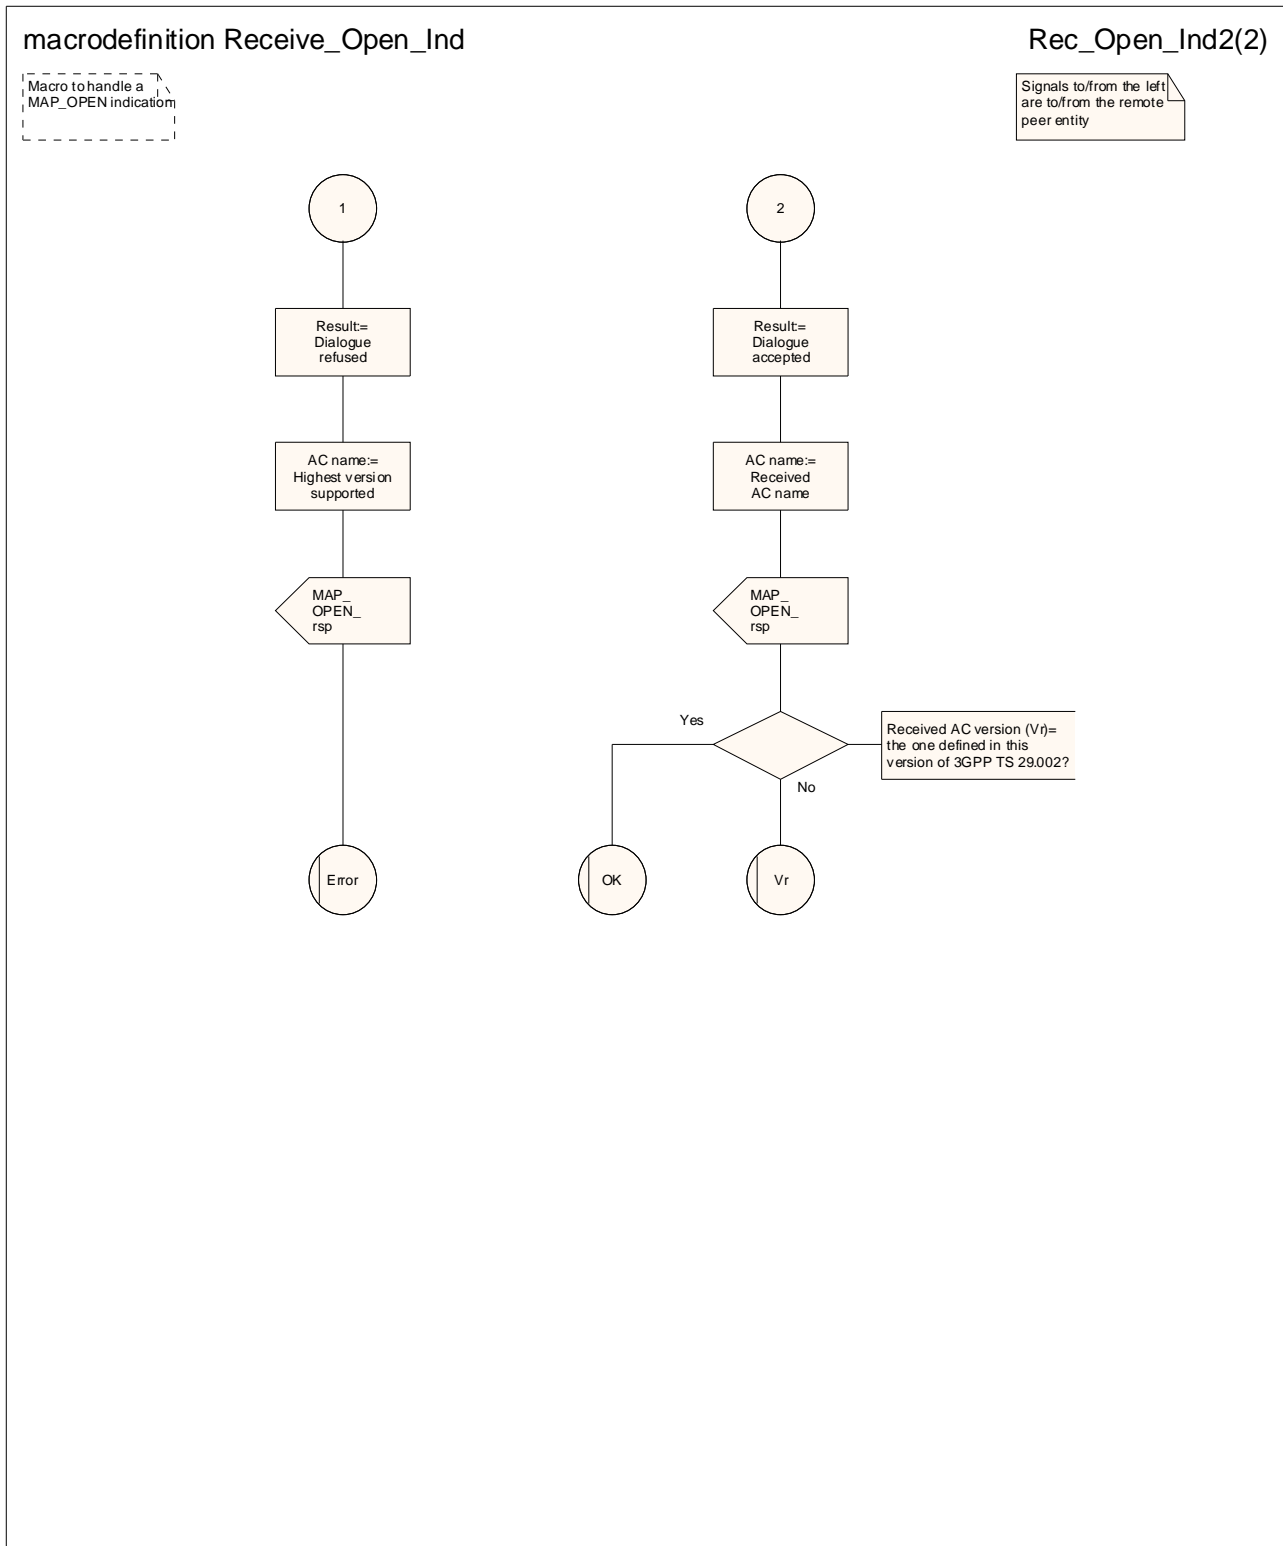 macrodefinition Receive_Open_Ind
Rec_Open_Ind2(2)
Macro to handle a
MAP_OPEN indication
Signals to/from the left
are to/from the remote
peer entity
1
2
Result:=
Dialogue
refused
Result:=
Dialogue
accepted
AC name:=
Highest version
supported
AC name:=
Received
AC name
MAP_
OPEN_
rsp
MAP_
OPEN_
rsp
Yes
Received AC version (Vr)=
the one defined in this
version of 3GPP TS 29.002?
No
Error
OK
Vr